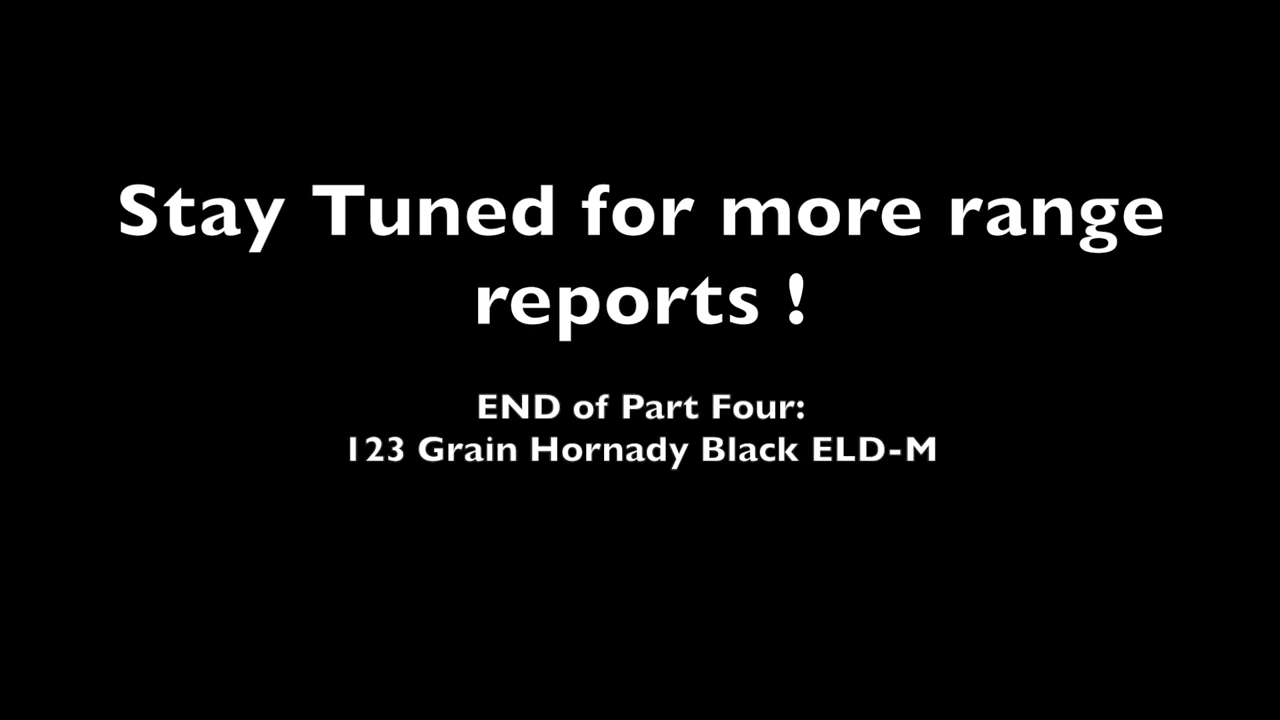 Stay Tuned for more range
reports !
END of Part Four:
123 Grain Hornady Black ELD-M